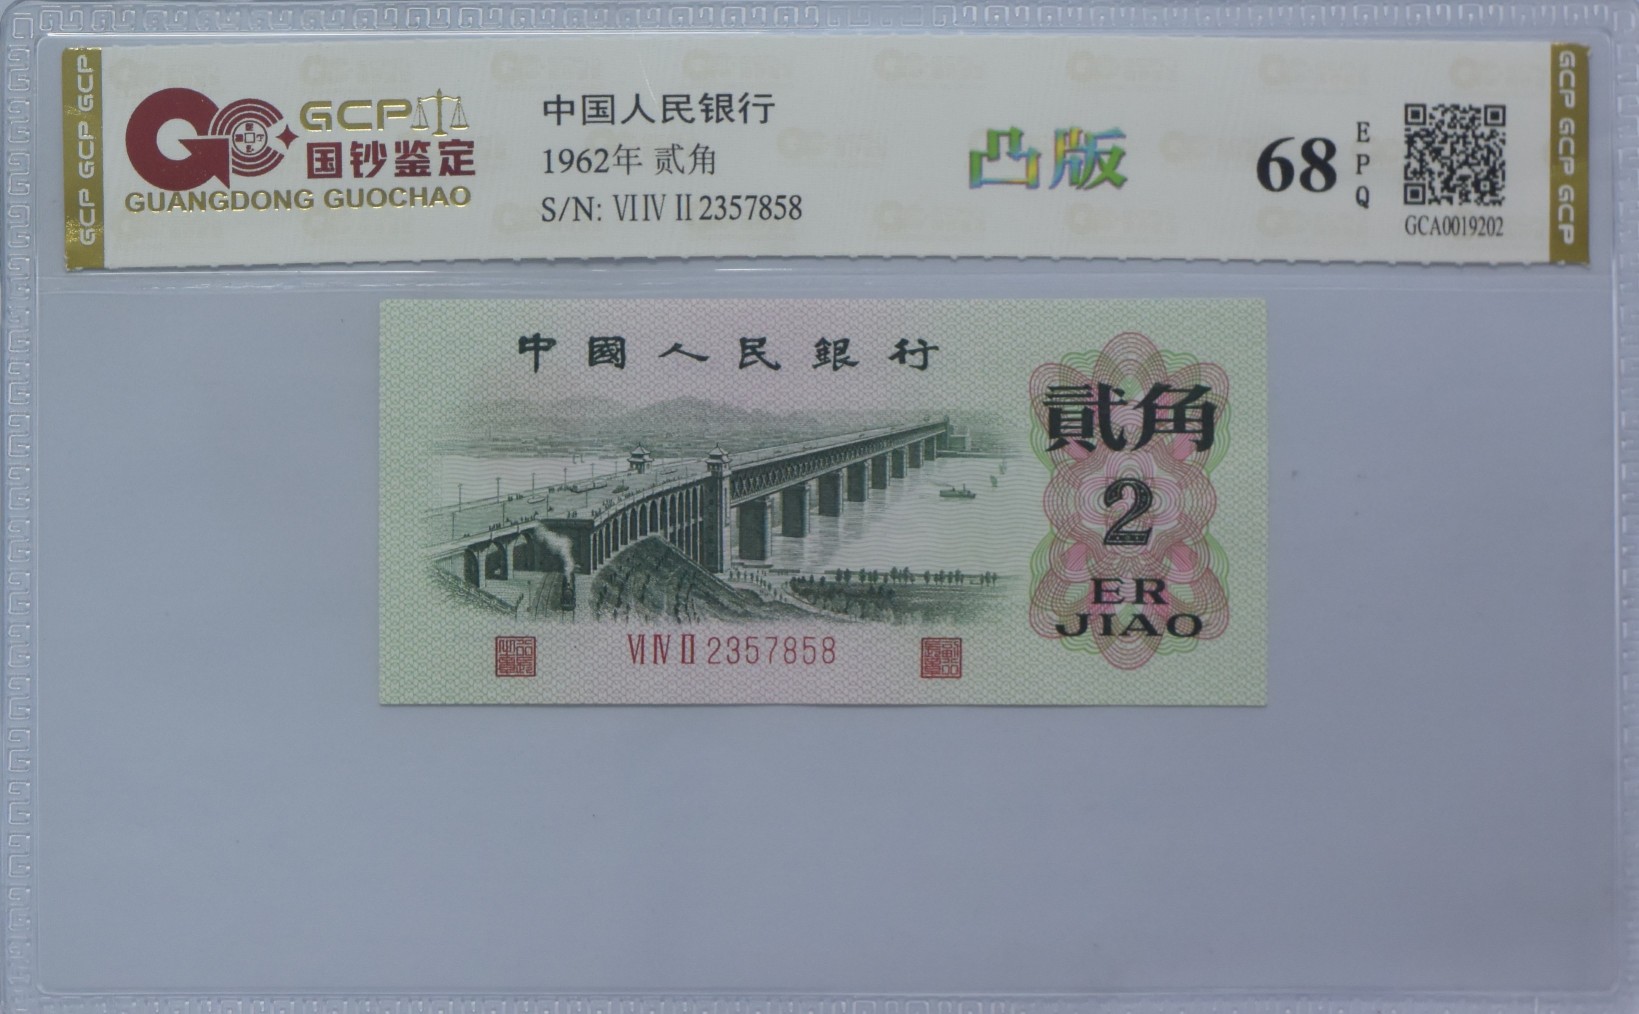 GCP GCP GCP
GCP
国钞鉴定
GUANGDONG GUOCHAO
中国人民银行
1962年 贰角
S/N: ⅥⅣⅡ2357858
凸版
68
EPQ
GCA0019202
GCP GCP GCP
中國人民銀行
貳角
2
ER
JIAO
ⅥⅣⅡ2357858